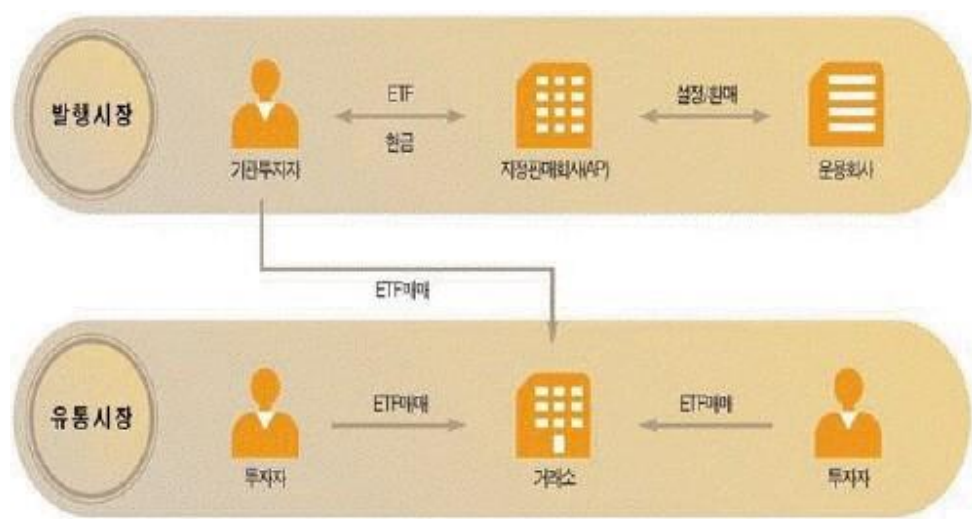 발행시장
ETF
현금
설정/환매
기관투자자
지정판매회사(AP)
운용회사
ETF매매
유통시장
ETF매매
ETF매매
투자자
거래소
투자자